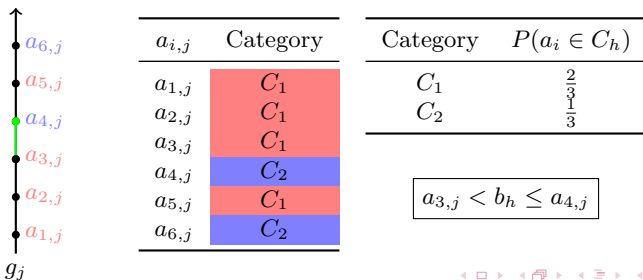 a_{6,j}
a_{5,j}
a_{4,j}
a_{3,j}
a_{2,j}
a_{1,j}
g_j
a_{i,j} Category
a_{1,j} C_1
a_{2,j} C_1
a_{3,j} C_1
a_{4,j} C_2
a_{5,j} C_1
a_{6,j} C_2
Category P(a_i ∈ C_h)
C_1 2/3
C_2 1/3
a_{3,j} < b_h ≤ a_{4,j}